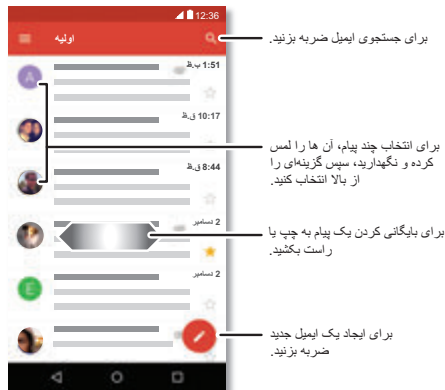 12:36
اولیه
برای جستجوی ایمیل ضربه بزنید.
A
1:51 ب.ظ
10:17 ق.ظ
برای انتخاب چند پیام، آن ها را لمس
کرده و نگهدارید، سپس گزینه‌ای را
از بالا انتخاب کنید.
8:44 ق.ظ
2 دسامبر
برای بایگانی کردن یک پیام به چپ یا
راست بکشید.
2 دسامبر
E
برای ایجاد یک ایمیل جدید
ضربه بزنید.